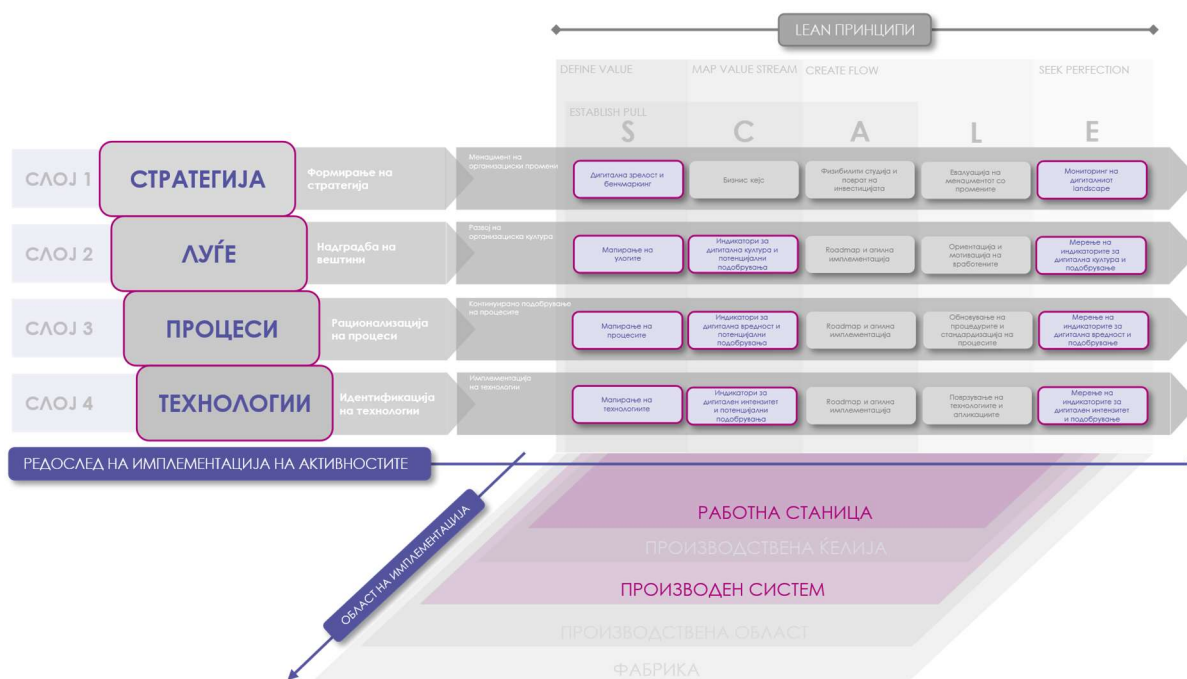 LEAN ПРИНЦИПИ
DEFINE VALUE
MAP VALUE STREAM
CREATE FLOW
SEEK PERFECTION
ESTABLISH PULL
S
C
A
L
E
СЛОЈ 1
СТРАТЕГИЈА
Формирање на
стратегија
Менаџмент на
организациски промени
Дигитална зрелост и
бенчмаркинг
Бизнис кејс
Физибилити студија и
поврат на
инвестицијата
Евалуација на
менаџментот со
промените
Мониторинг на
дигиталниот
landscape
СЛОЈ 2
ЛУЃЕ
Надградба на
вештини
Развој на
организациска култура
Мапирање на
улогите
Индикатори за
дигитална култура и
потенцијални
подобрувања
Roadmap и агилна
имплементација
Ориентација и
мотивација на
вработените
Мерење на
индикаторите за
дигитална култура и
подобрување
СЛОЈ 3
ПРОЦЕСИ
Рационализација
на процеси
Континуирано подобрување
на процесите
Мапирање на
процесите
Индикатори за
дигитална вредност и
потенцијални
подобрувања
Roadmap и агилна
имплементација
Обновување на
процедурите и
стандардизација на
процесите
Мерење на
индикаторите за
дигитална вредност и
подобрување
СЛОЈ 4
ТЕХНОЛОГИИ
Идентификација
на технологии
Имплементација
на технологии
Мапирање на
технологиите
Индикатори за
дигитален интензитет
и потенцијални
подобрувања
Roadmap и агилна
имплементација
Поврзување на
технологиите и
апликациите
Мерење на
индикаторите за
дигитален интензитет
и подобрување
РЕДОСЛЕД НА ИМПЛЕМЕНТАЦИЈА НА АКТИВНОСТИТЕ
ОБЛАСТ НА ИМПЛЕМЕНТАЦИЈА
РАБОТНА СТАНИЦА
ПРОИЗВОДСТВЕНА ЌЕЛИЈА
ПРОИЗВОДЕН СИСТЕМ
ПРОИЗВОДСТВЕНА ОБЛАСТ
ФАБРИКА